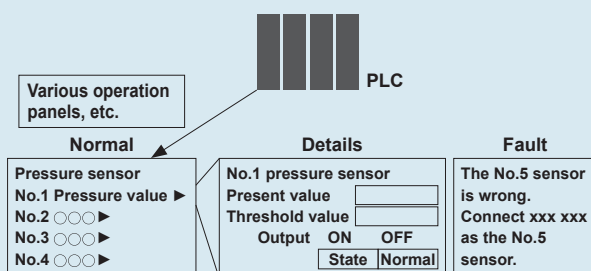 PLC
Various operation
panels, etc.
Normal
Pressure sensor
No.1 Pressure value ▶
No.2 ○○○▶
No.3 ○○○▶
No.4 ○○○▶
Details
No.1 pressure sensor
Present value
Threshold value
Output ON OFF
State Normal
Fault
The No.5 sensor
is wrong.
Connect xxx xxx
as the No.5
sensor.